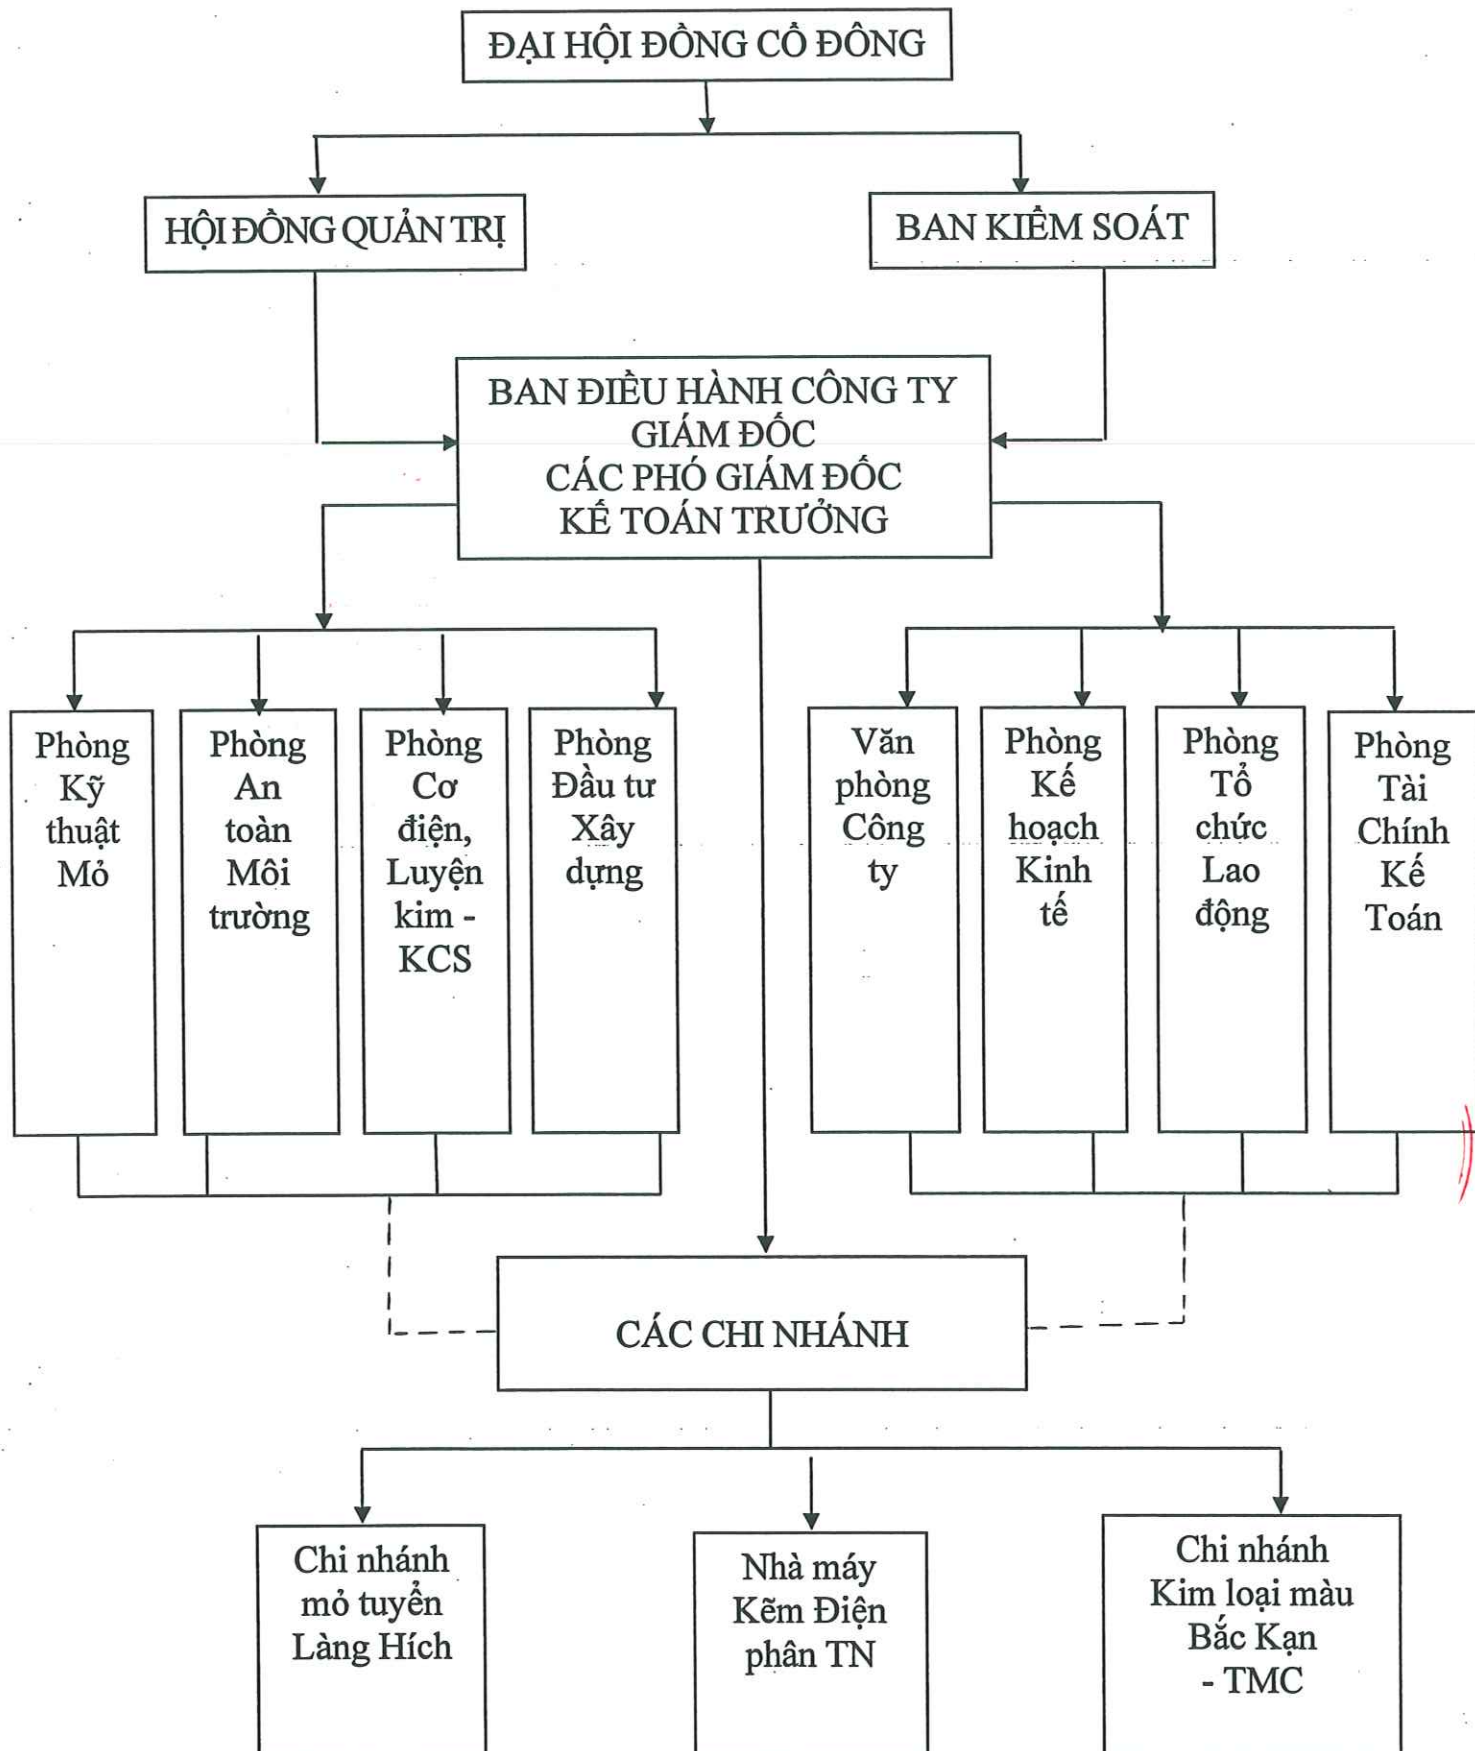 ĐẠI HỘI ĐỒNG CỔ ĐÔNG
HỘI ĐỒNG QUẢN TRỊ
BAN KIỂM SOÁT
BAN ĐIỀU HÀNH CÔNG TY
GIÁM ĐỐC
CÁC PHÓ GIÁM ĐỐC
KẾ TOÁN TRƯỞNG
Phòng
Kỹ
thuật
Mỏ
Phòng
An
toàn
Môi
trường
Phòng
Cơ
điện,
Luyện
kim -
KCS
Phòng
Đầu tư
Xây
dựng
Văn
phòng
Công
ty
Phòng
Kế
hoạch
Kinh
tế
Phòng
Tổ
chức
Lao
động
Phòng
Tài
Chính
Kế
Toán
CÁC CHI NHÁNH
Chi nhánh
mỏ tuyển
Làng Hích
Nhà máy
Kẽm Điện
phân TN
Chi nhánh
Kim loại màu
Bắc Kạn
- TMC